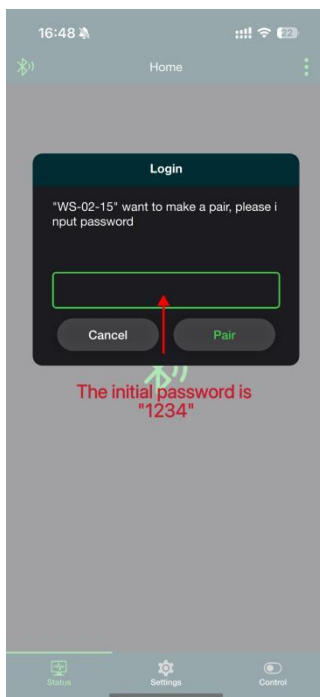 16:48
22
Home
Login
"WS-02-15" want to make a pair, please i
nput password
Cancel
Pair
The initial password is
"1234"
Status
Settings
Control